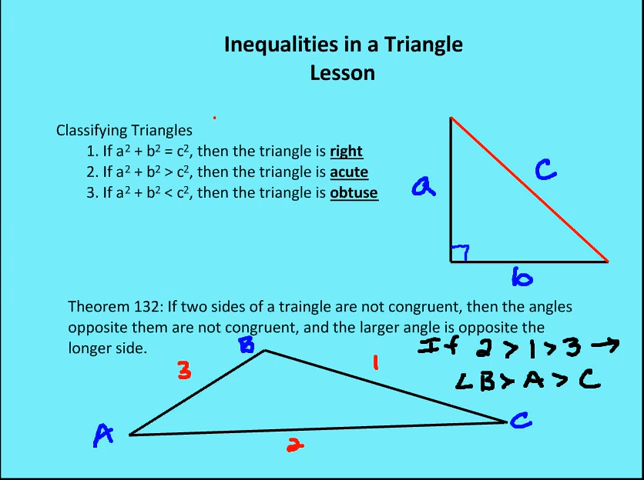 Inequalities in a Triangle
Lesson
Classifying Triangles
1. If a² + b² = c², then the triangle is right
2. If a² + b² > c², then the triangle is acute
3. If a² + b² < c², then the triangle is obtuse
a
c
b
Theorem 132: If two sides of a traingle are not congruent, then the angles
opposite them are not congruent, and the larger angle is opposite the
longer side.
If 2 > 1 > 3 →
∠B > A > C
B
3
1
A
C
2